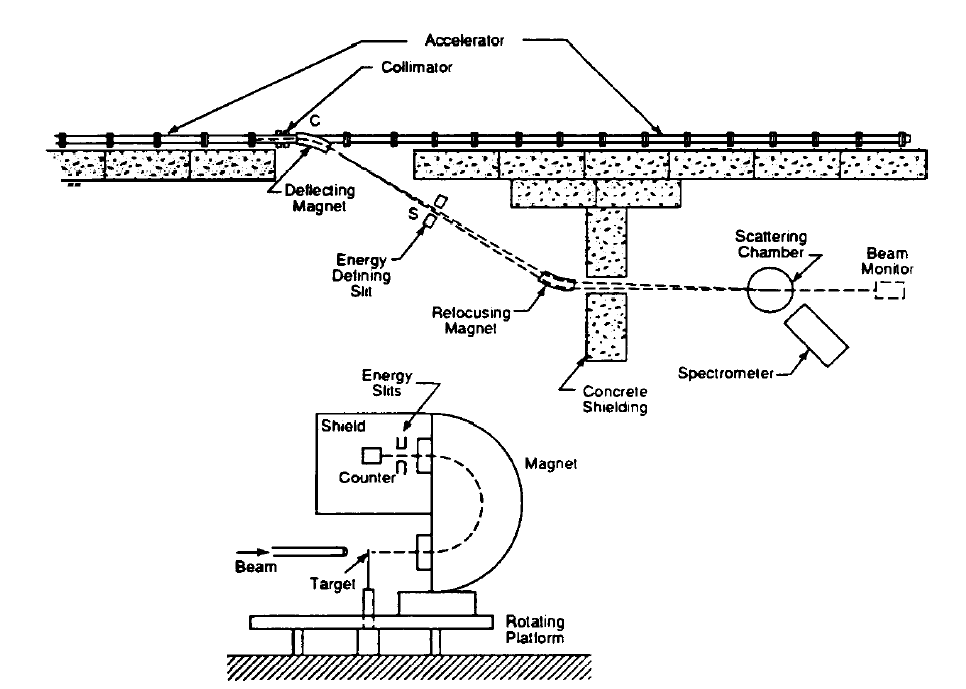 Accelerator
Collimator
C
Deflecting
Magnet
S
Energy
Defining
Slit
Refocusing
Magnet
Scattering
Chamber
Beam
Monitor
Spectrometer
Concrete
Shielding
Energy
Slits
Shield
Counter
Magnet
Beam
Target
Rotating
Platform